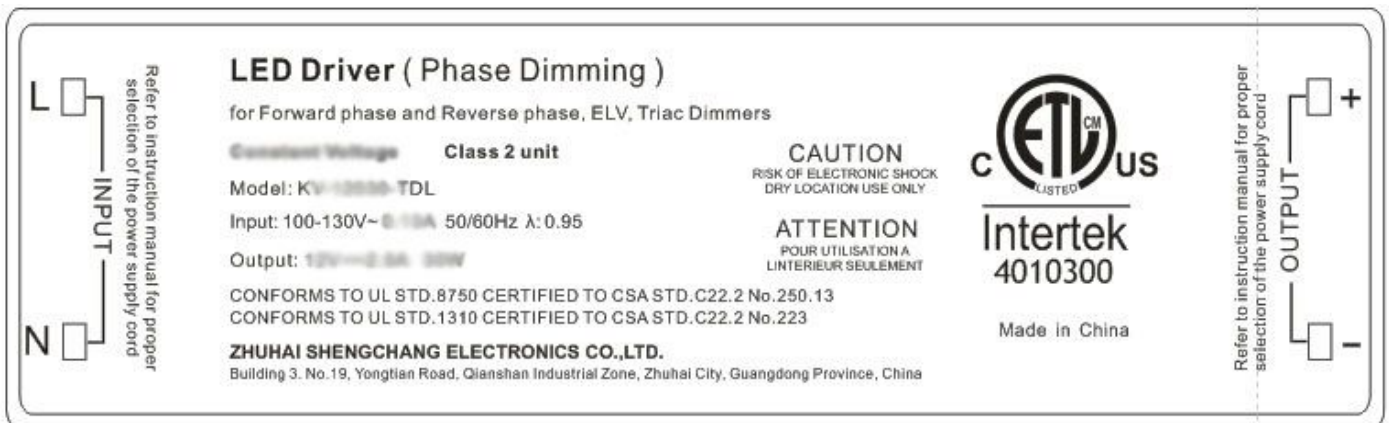 L
N
INPUT
Refer to instruction manual for proper
selection of the power supply cord
LED Driver ( Phase Dimming )
for Forward phase and Reverse phase, ELV, Triac Dimmers
Class 2 unit
Model: K TDL
Input: 100-130V~ 50/60Hz λ: 0.95
Output:
CONFORMS TO UL STD.8750 CERTIFIED TO CSA STD.C22.2 No.250.13
CONFORMS TO UL STD.1310 CERTIFIED TO CSA STD.C22.2 No.223
ZHUHAI SHENGCHANG ELECTRONICS CO.,LTD.
Building 3. No.19, Yongtian Road, Qianshan Industrial Zone, Zhuhai City, Guangdong Province, China
CAUTION
RISK OF ELECTRONIC SHOCK
DRY LOCATION USE ONLY
ATTENTION
POUR UTILISATION A
LINTERIEUR SEULEMENT
C ETL CM US
LISTED
Intertek
4010300
Made in China
Refer to instruction manual for proper
selection of the power supply cord
OUTPUT
+
-